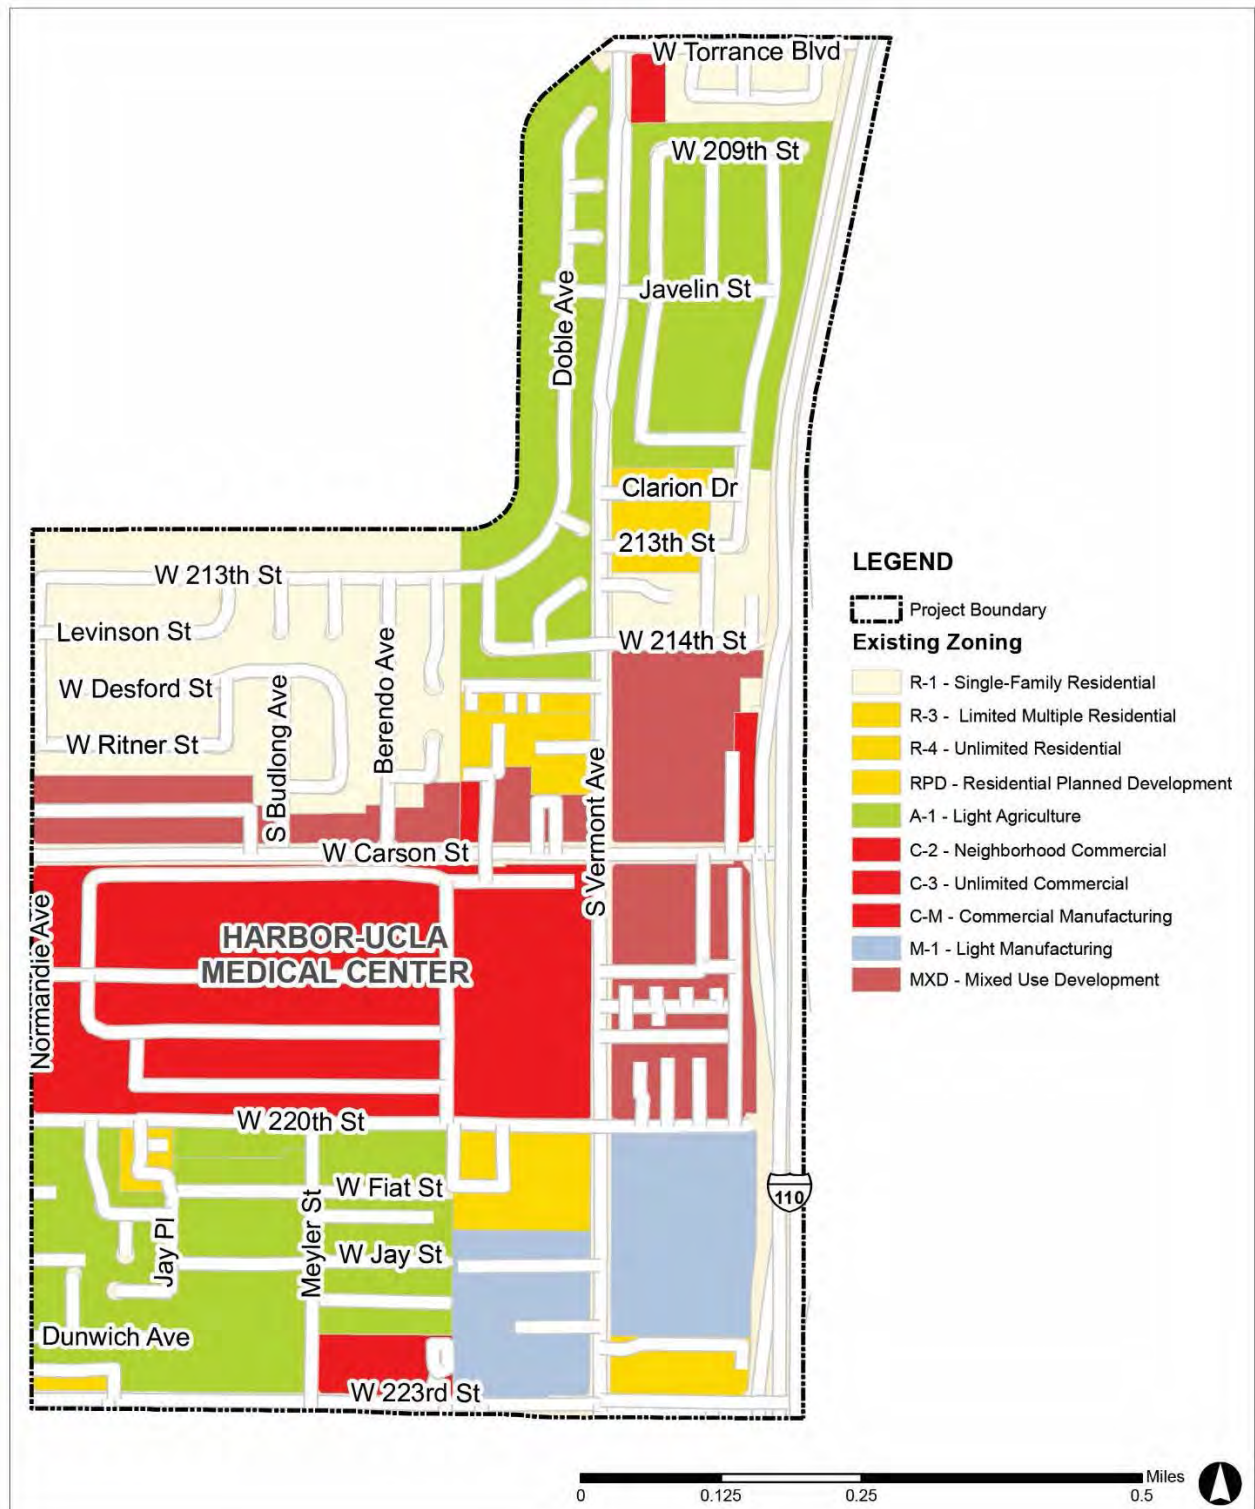 W Torrance Blvd
W 209th St
Javelin St
Doble Ave
Clarion Dr
213th St
W 213th St
Levinson St
W 214th St
W Desford St
W Ritner St
S Budlong Ave
Berendo Ave
S Vermont Ave
W Carson St
Normandie Ave
HARBOR-UCLA
MEDICAL CENTER
W 220th St
W Fiat St
110
Jay Pl
Meyler St
W Jay St
Dunwich Ave
W 223rd St
LEGEND
Project Boundary
Existing Zoning
R-1 - Single-Family Residential
R-3 - Limited Multiple Residential
R-4 - Unlimited Residential
RPD - Residential Planned Development
A-1 - Light Agriculture
C-2 - Neighborhood Commercial
C-3 - Unlimited Commercial
C-M - Commercial Manufacturing
M-1 - Light Manufacturing
MXD - Mixed Use Development
Miles
0 0.125 0.25 0.5